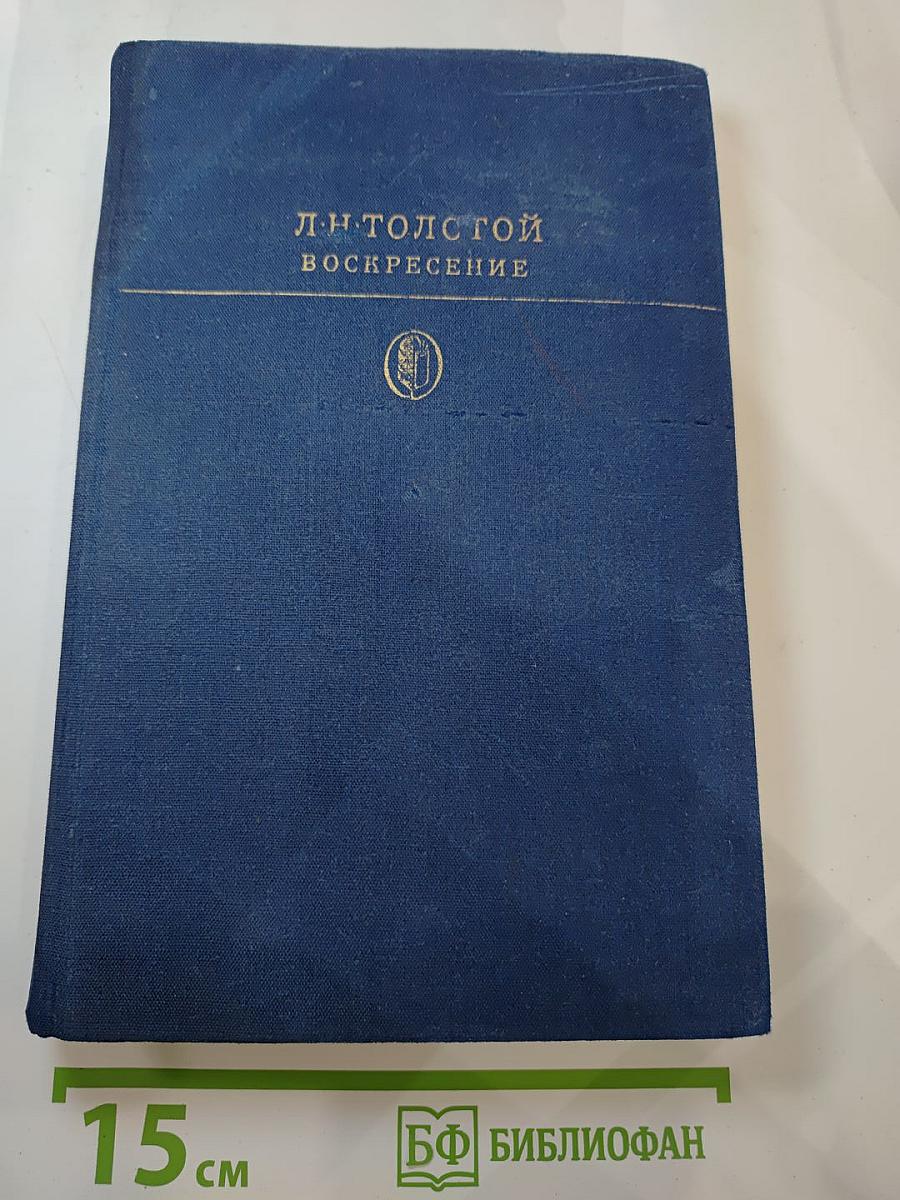 Л·Н·ТОЛСТОЙ
ВОСКРЕСЕНИЕ
15 см
БФ БИБЛИОФАН